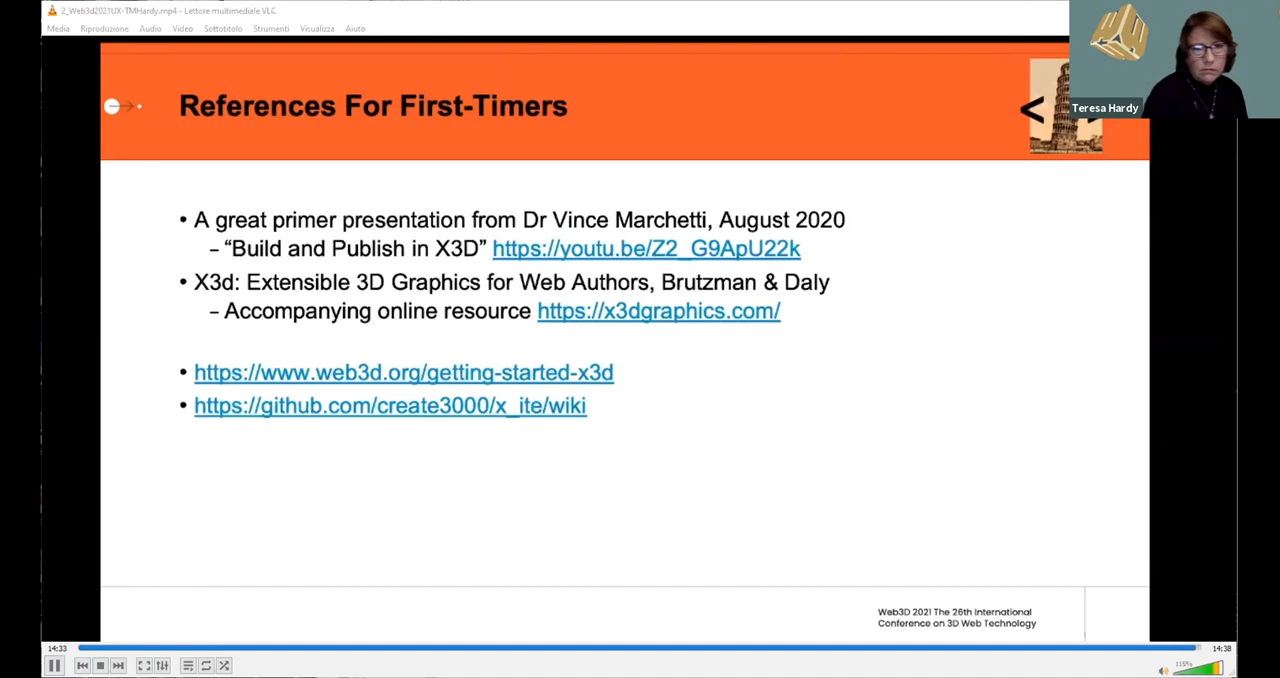 2_Web3d2021UX-TMHardy.mp4 - Lettore multimediale VLC
Media Riproduzione Audio Video Sottotitolo Strumenti Visualizza Aiuto
References For First-Timers
<
Teresa Hardy
• A great primer presentation from Dr Vince Marchetti, August 2020
– “Build and Publish in X3D” https://youtu.be/Z2_G9ApU22k
• X3d: Extensible 3D Graphics for Web Authors, Brutzman & Daly
– Accompanying online resource https://x3dgraphics.com/
• https://www.web3d.org/getting-started-x3d
• https://github.com/create3000/x_ite/wiki
Web3D 2021 The 26th International
Conference on 3D Web Technology
14:33 14:38
115%